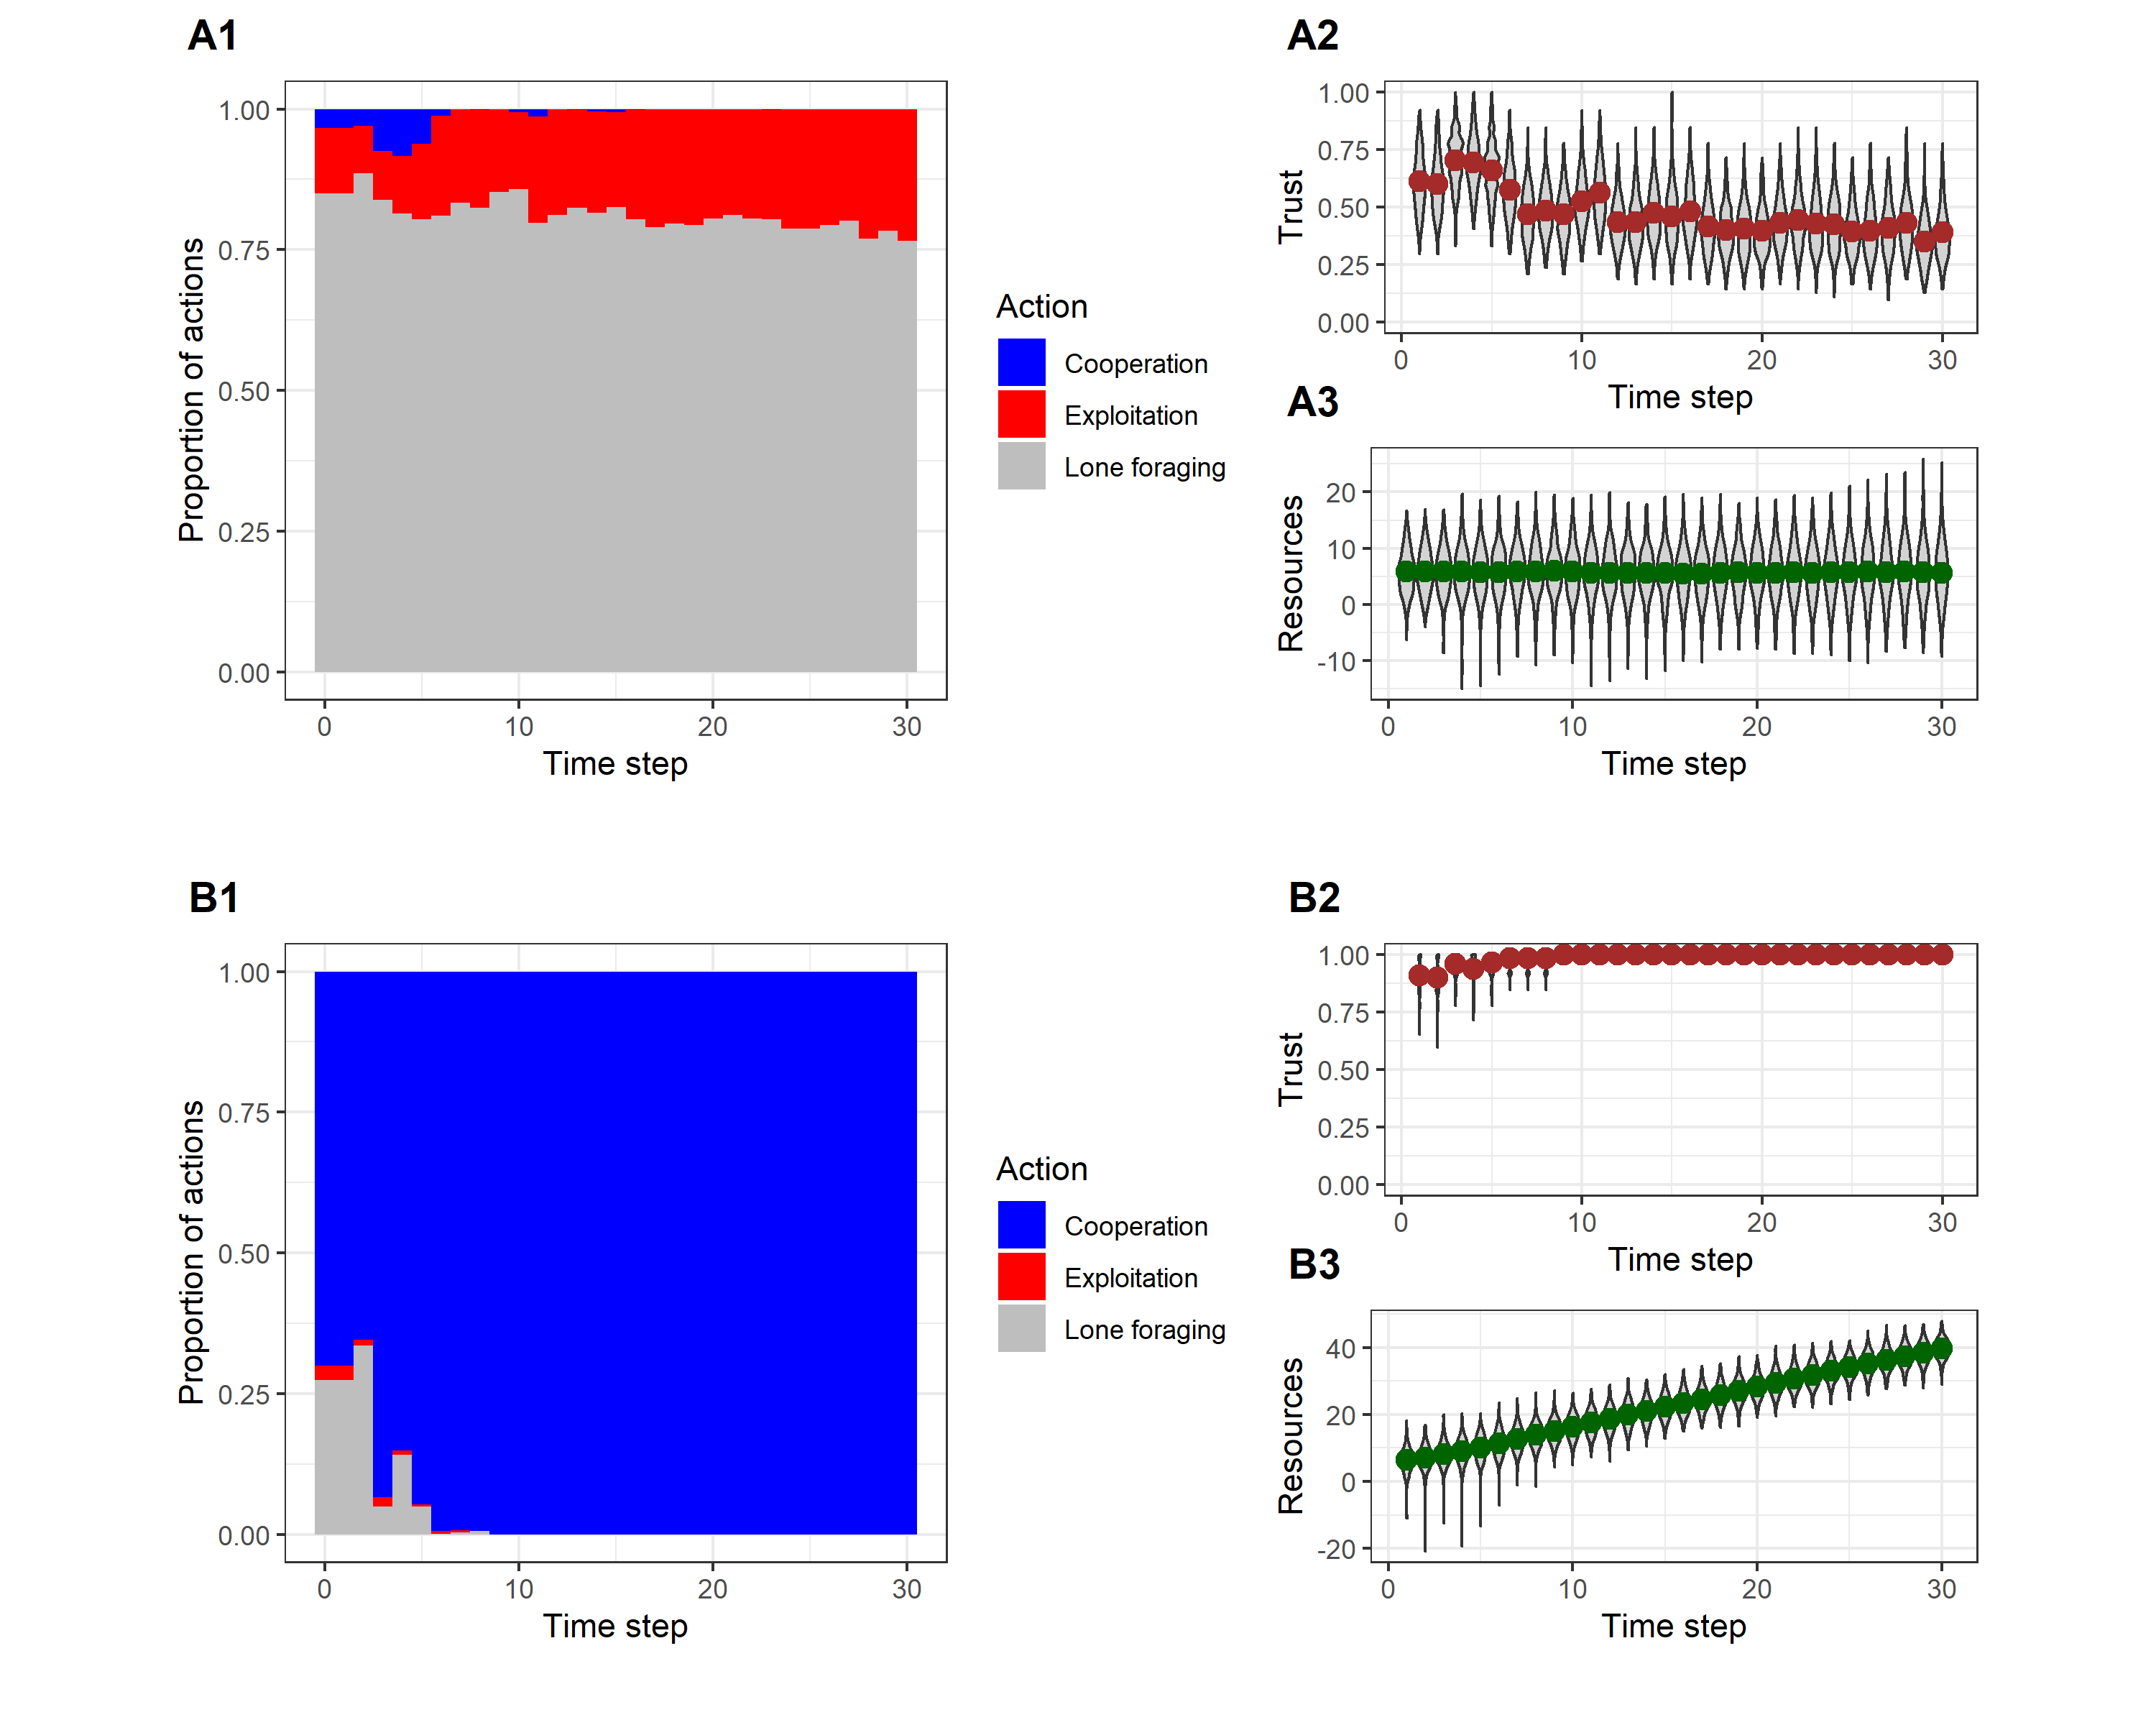 A1
1.00
0.75
0.50
0.25
0.00
Proportion of actions
0 10 20 30
Time step
Action
Cooperation
Exploitation
Lone foraging
A2
1.00
0.75
0.50
0.25
0.00
Trust
0 10 20 30
Time step
A3
20
10
0
-10
Resources
0 10 20 30
Time step
B1
1.00
0.75
0.50
0.25
0.00
Proportion of actions
0 10 20 30
Time step
Action
Cooperation
Exploitation
Lone foraging
B2
1.00
0.75
0.50
0.25
0.00
Trust
0 10 20 30
Time step
B3
40
20
0
-20
Resources
0 10 20 30
Time step